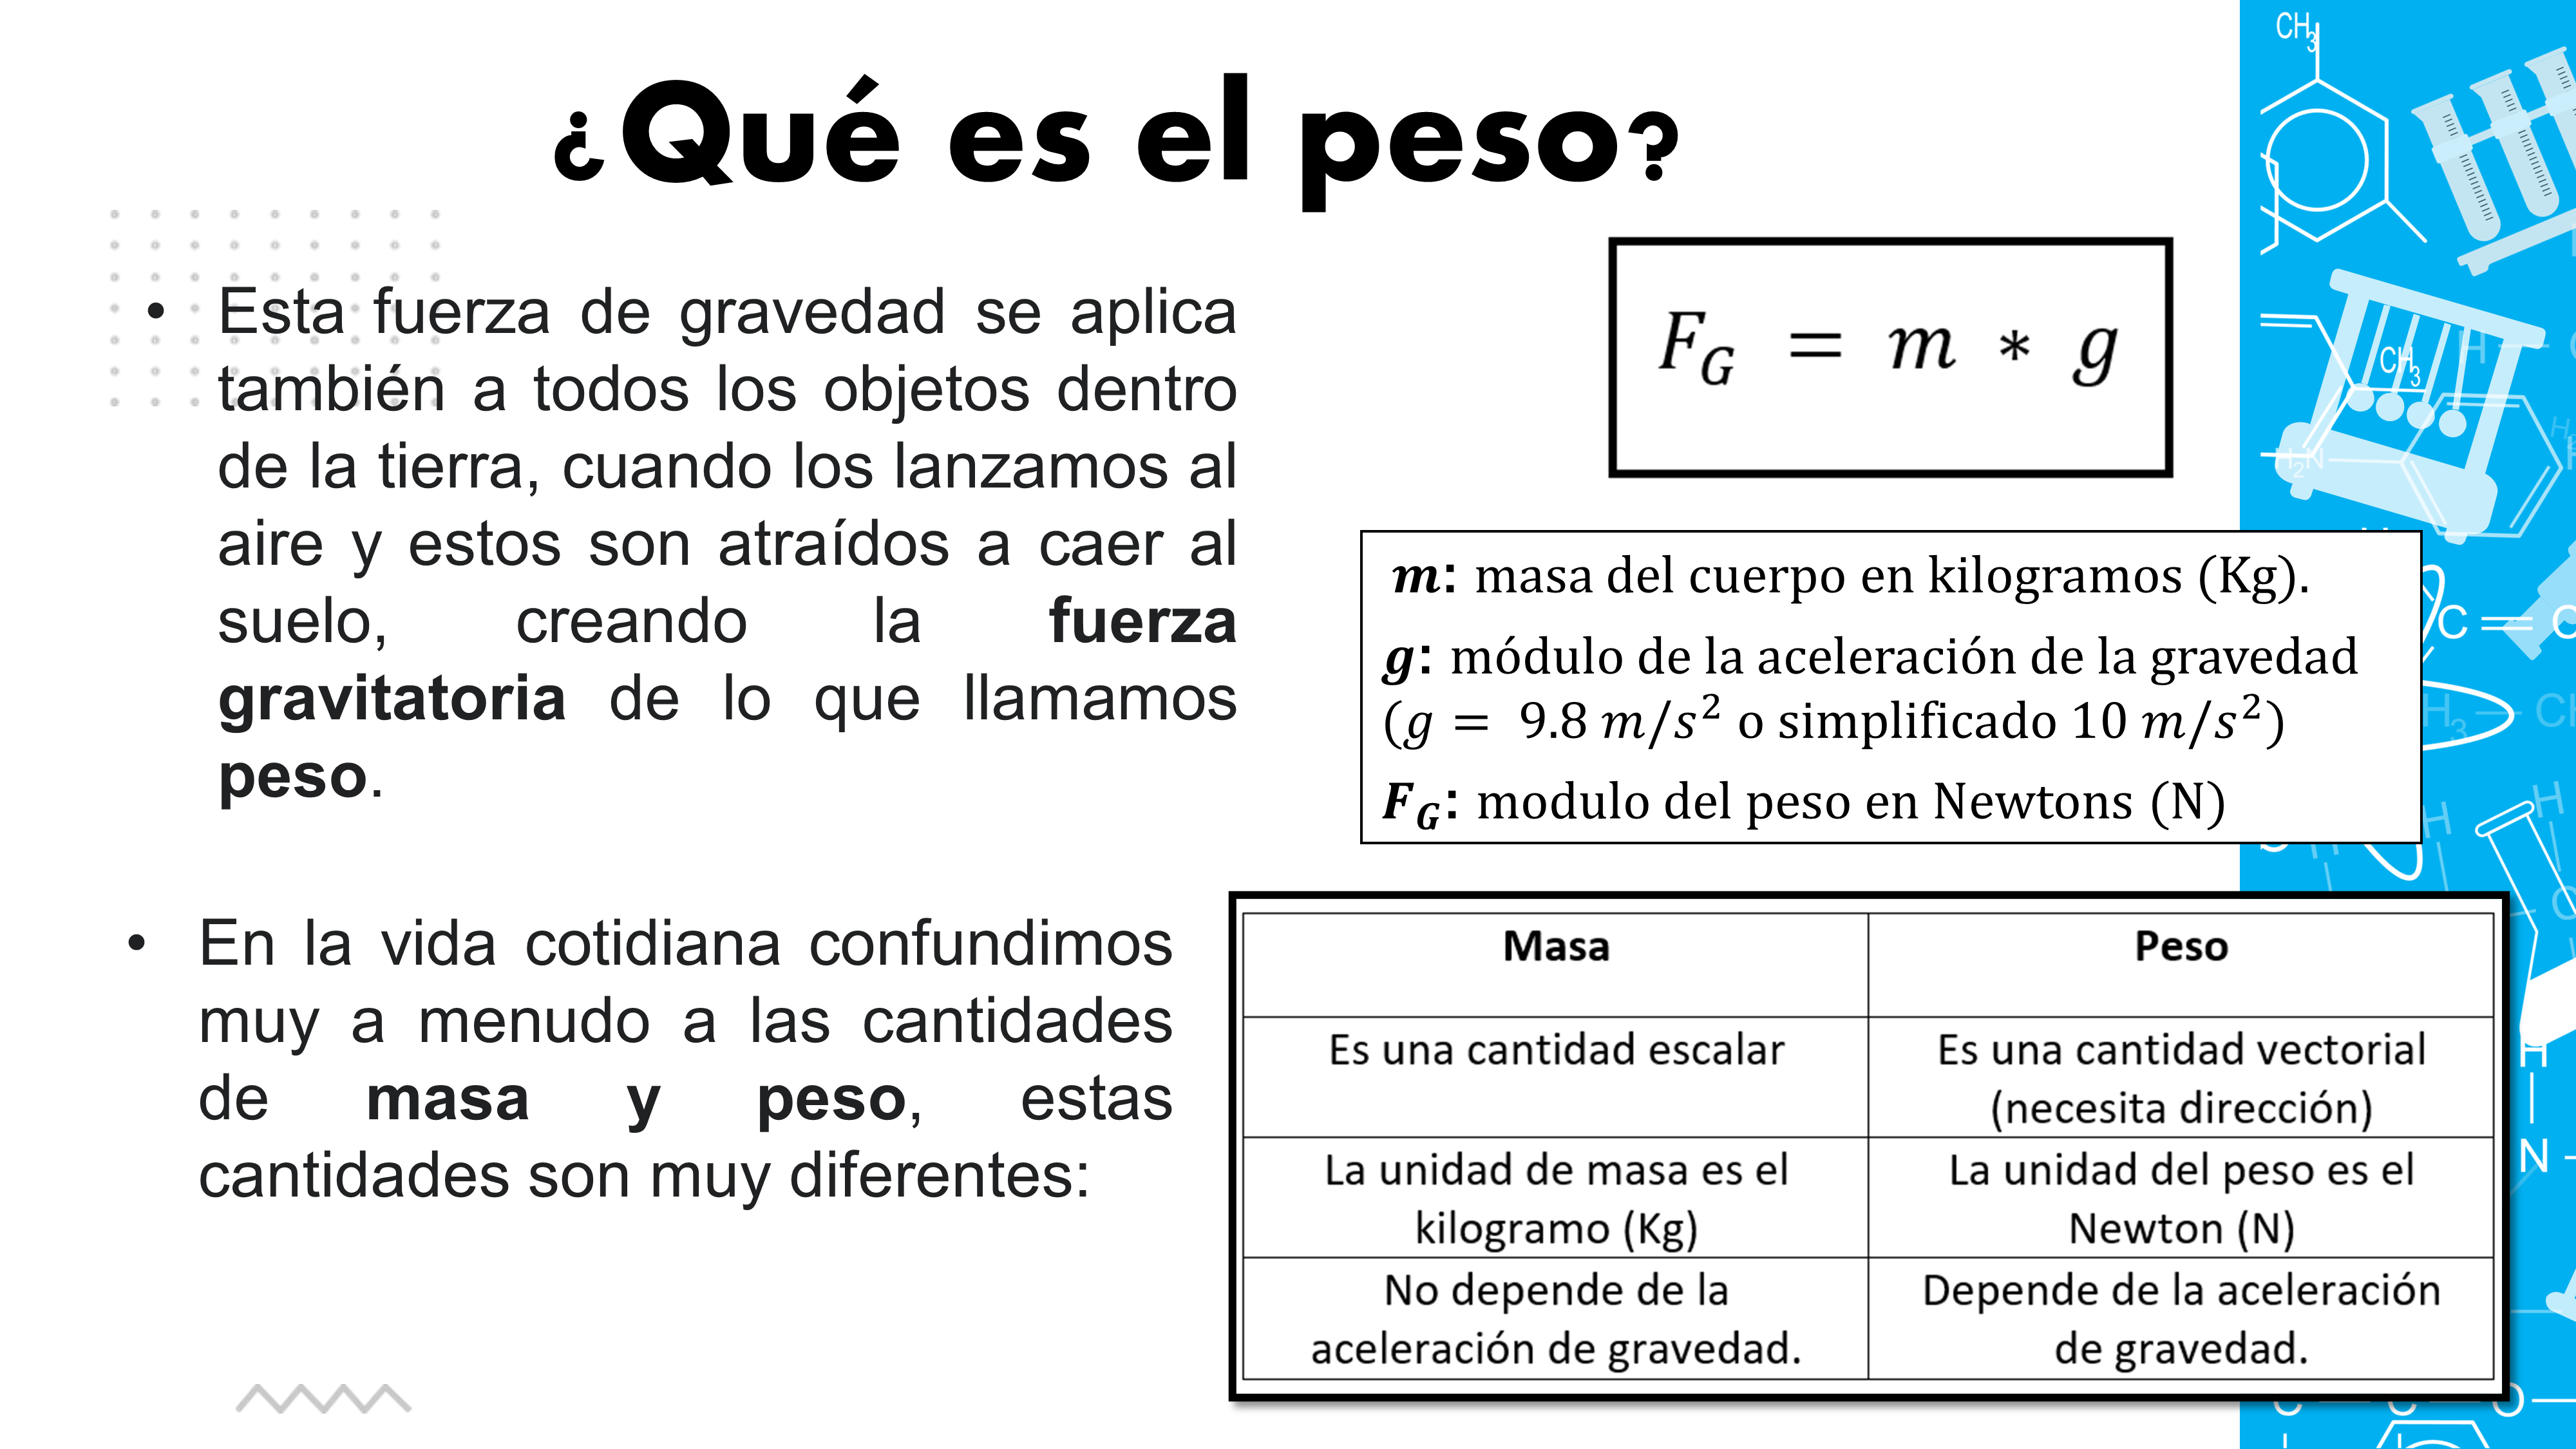 ¿Qué es el peso?
• Esta fuerza de gravedad se aplica
también a todos los objetos dentro
de la tierra, cuando los lanzamos al
aire y estos son atraídos a caer al
suelo, creando la fuerza
gravitatoria de lo que llamamos
peso.
• En la vida cotidiana confundimos
muy a menudo a las cantidades
de masa y peso, estas
cantidades son muy diferentes:
F_G = m * g
m: masa del cuerpo en kilogramos (Kg).
g: módulo de la aceleración de la gravedad
(g = 9.8 m/s² o simplificado 10 m/s²)
F_G: modulo del peso en Newtons (N)
Masa Peso
Es una cantidad escalar
Es una cantidad vectorial
(necesita dirección)
La unidad de masa es el
kilogramo (Kg)
La unidad del peso es el
Newton (N)
No depende de la
aceleración de gravedad.
Depende de la aceleración
de gravedad.
CH₃
CH₃
H₂N
C
H₃
H
H
H
N
C
C
O